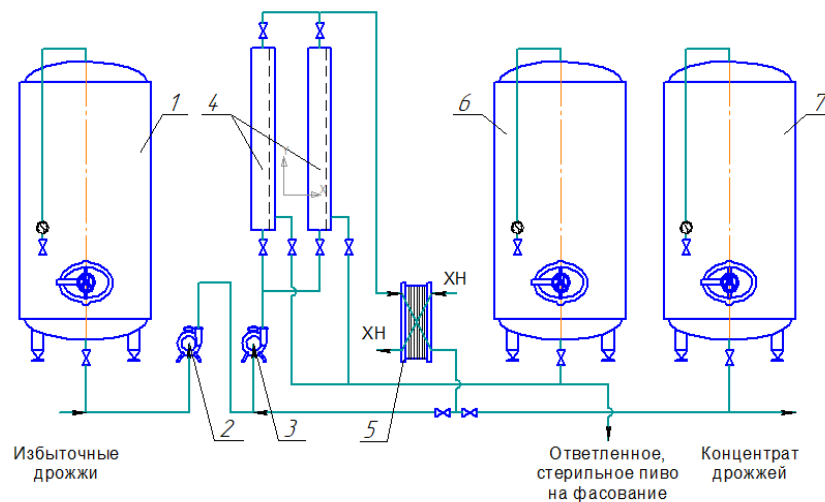 1
4
6
7
Y
X
ХН
ХН
2
3
5
Избыточные
дрожжи
Ответленное,
стерильное пиво
на фасование
Концентрат
дрожжей